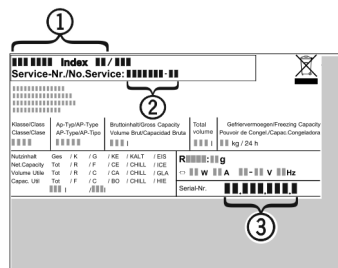 1
Index /
Service-Nr./No.Service: -
2
Klasse/Class Ap-Typ/AP-Type Bruttoinhalt/Gross Capacity Total Gefriervermoegen/Freezing Capacity
Classe/Clase AP-Type/AP-Tipo Volume Brut/Capacidad Bruta volume Pouvoir de Congel./Capac.Congeladora
l l kg / 24 h
Nutzinhalt Ges / K / G / KE / KALT / EIS
Net Capacity Tot / R / F / CE / CHILL / ICE
Volume Utile Tot / R / C / CA / CHILL / GLA
Capac. Util Tot / F / C / BO / CHILL / HIE
l / l
R : g
W A - V Hz
Serial-Nr. , , ,
3